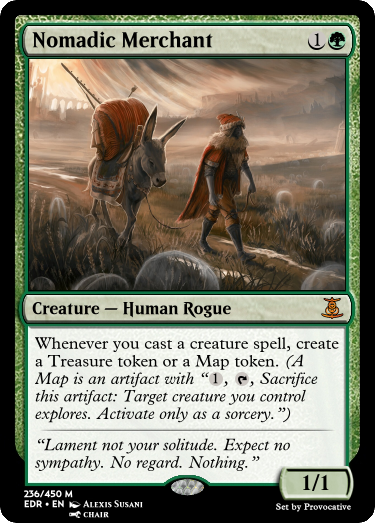 Nomadic Merchant 1
Creature — Human Rogue
Whenever you cast a creature spell, create
a Treasure token or a Map token. (A
Map is an artifact with “1, , Sacrifice
this artifact: Target creature you control
explores. Activate only as a sorcery.”)
“Lament not your solitude. Expect no
sympathy. No regard. Nothing.”
1/1
236/450 M
EDR • EN Alexis Susani
CHAIR
Set by Provocative